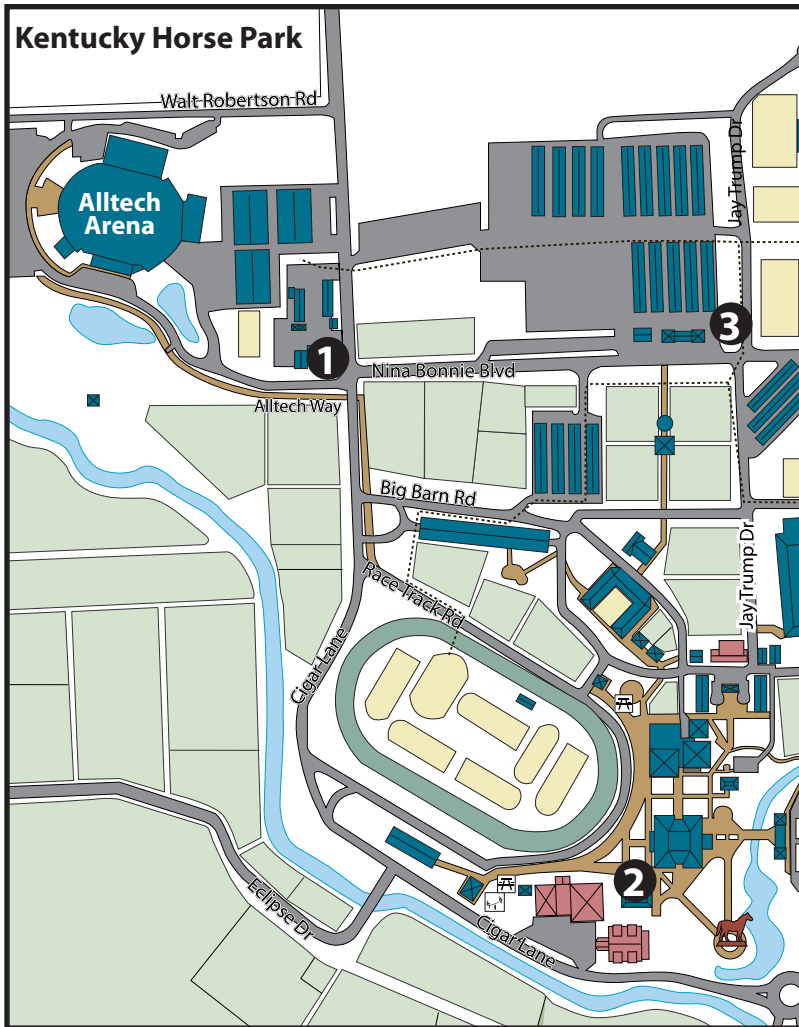 Kentucky Horse Park
Walt Robertson Rd
Jay Trump Dr
Alltech
Arena
3
1
Nina Bonnie Blvd
Alltech Way
Big Barn Rd
Jay Trump Dr
Race Track Rd
Cigar Lane
2
Eclipse Dr
Cigar Lane